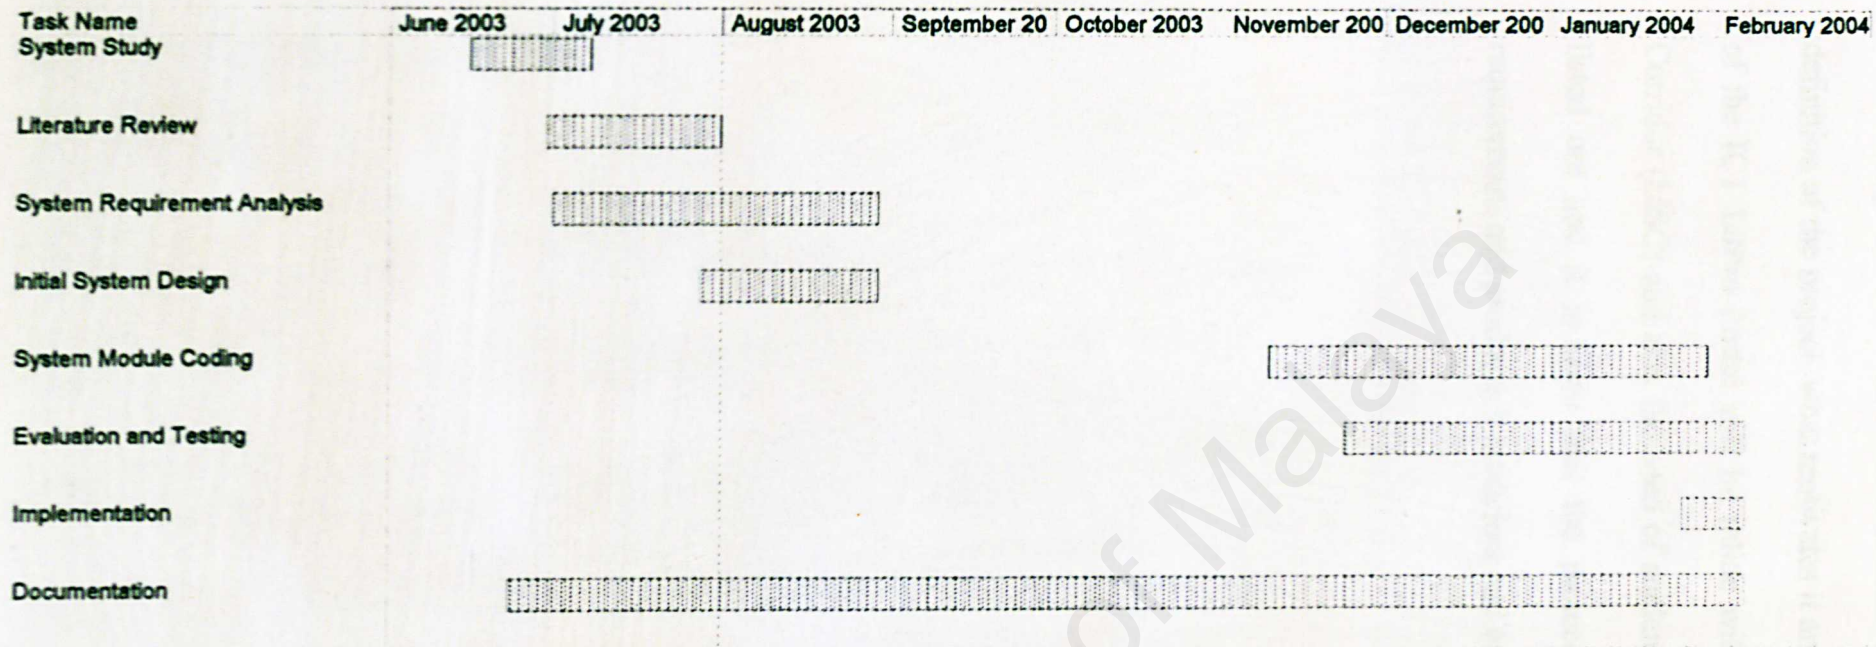 Task Name June 2003 July 2003 August 2003 September 20 October 2003 November 200 December 200 January 2004 February 2004
System Study
Literature Review
System Requirement Analysis
Initial System Design
System Module Coding
Evaluation and Testing
Implementation
Documentation
of Malaya